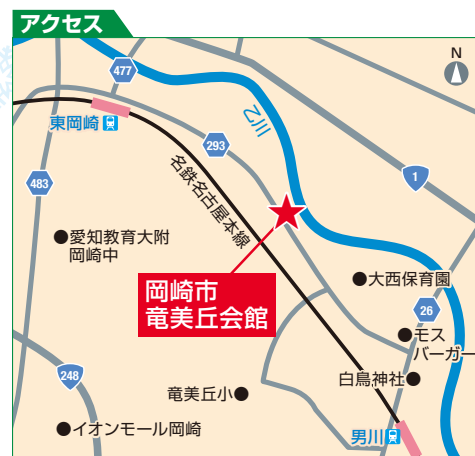 アクセス
N
477
乙川
東岡崎
293
1
483
名鉄名古屋本線
愛知教育大附
岡崎中
岡崎市
竜美丘会館
大西保育園
26
モス
バーガー
248
白鳥神社
竜美丘小
イオンモール岡崎
男川